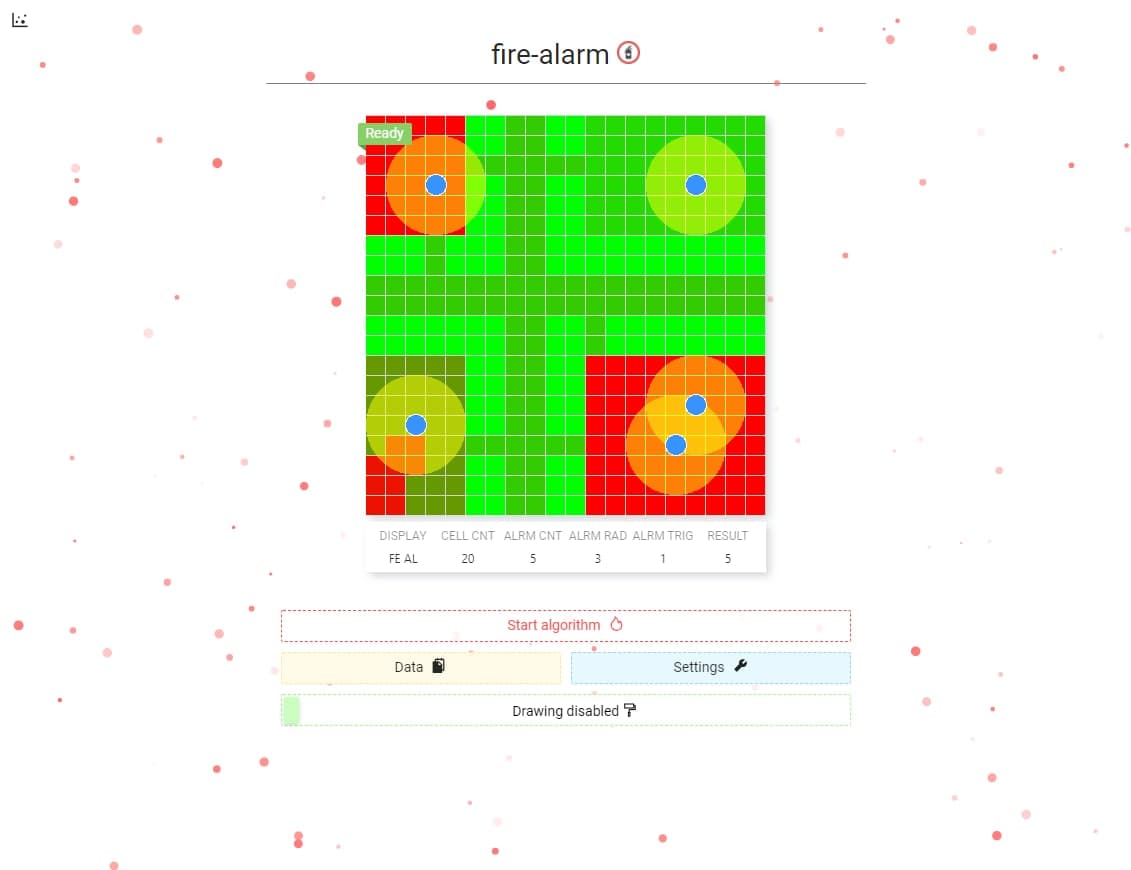 fire-alarm
Ready
DISPLAY CELL CNT ALRM CNT ALRM RAD ALRM TRIG RESULT
FE AL 20 5 3 1 5
Start algorithm
Data
Settings
Drawing disabled